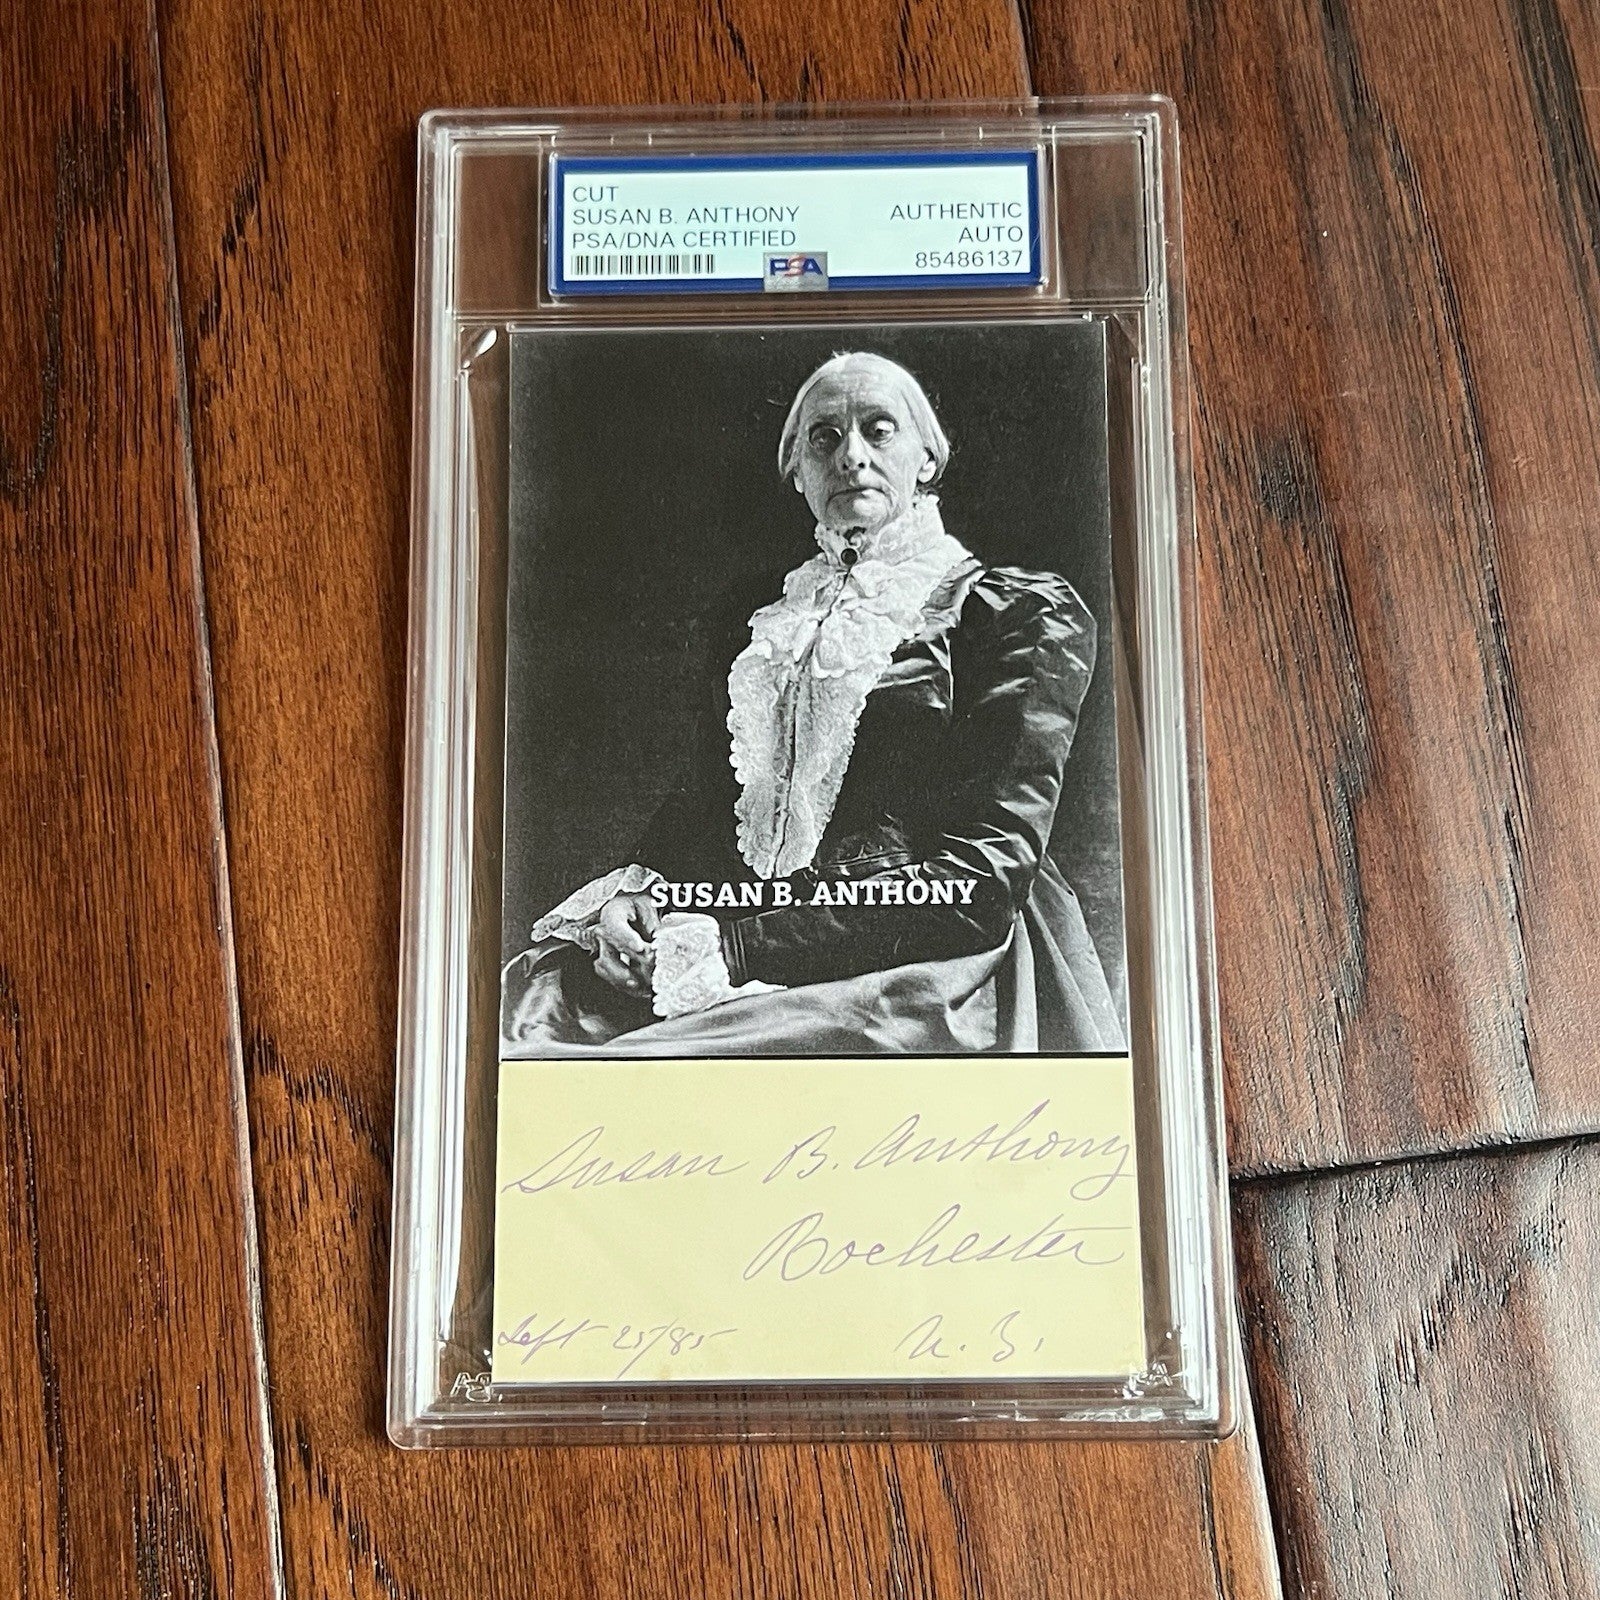 CUT
SUSAN B. ANTHONY
PSA/DNA CERTIFIED
AUTHENTIC
AUTO
85486137
PSA
SUSAN B. ANTHONY
Susan B. Anthony
Rochester
Sept 25/85 N. Y.